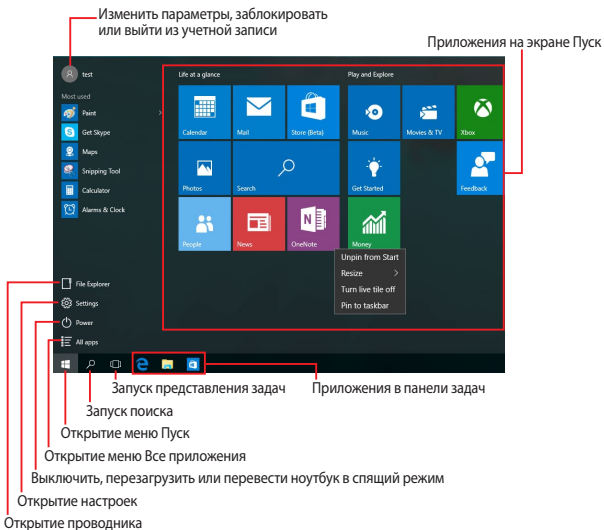 Изменить параметры, заблокировать
или выйти из учетной записи
Приложения на экране Пуск
test
Life at a glance
Play and Explore
Most used
Paint
Get Skype
Maps
Snipping Tool
Calculator
Alarms & Clock
Calendar
Mail
Store (Beta)
Music
Movies & TV
Xbox
Photos
Search
Get Started
Feedback
People
News
OneNote
Money
Unpin from Start
Resize
Turn live tile off
Pin to taskbar
File Explorer
Settings
Power
All apps
Запуск представления задач
Приложения в панели задач
Запуск поиска
Открытие меню Пуск
Открытие меню Все приложения
Выключить, перезагрузить или перевести ноутбук в спящий режим
Открытие настроек
Открытие проводника